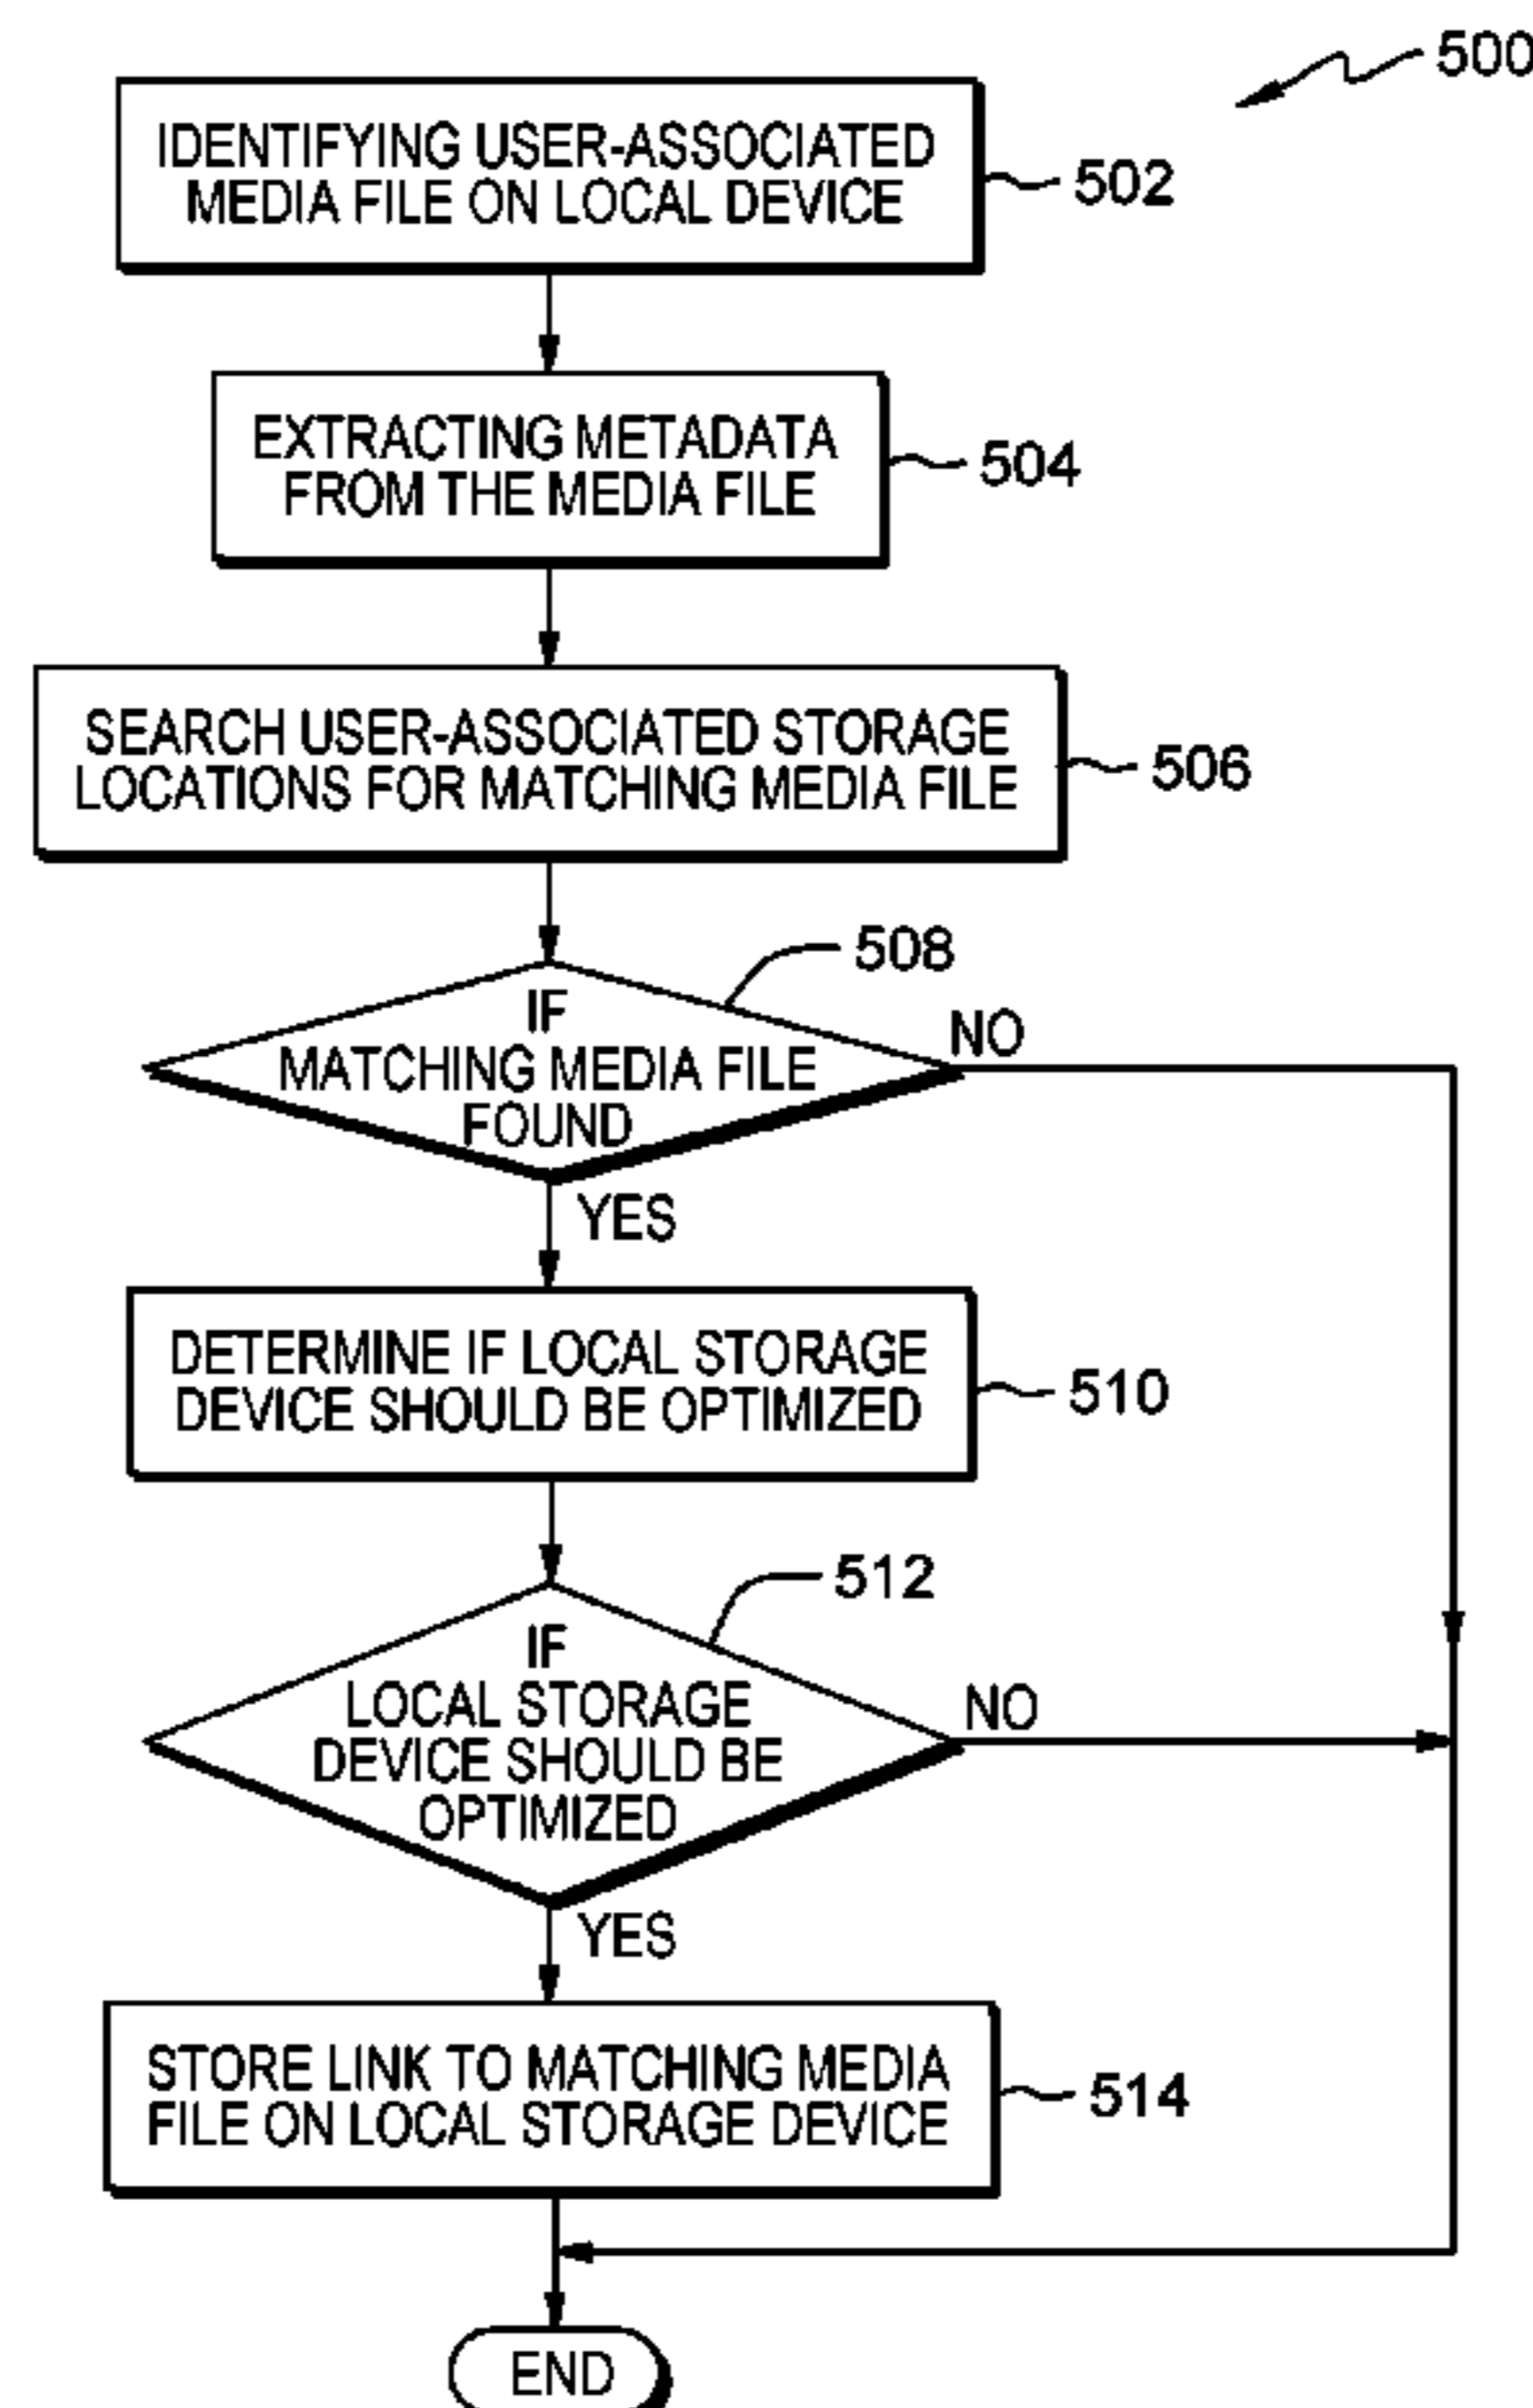 500
IDENTIFYING USER-ASSOCIATED
MEDIA FILE ON LOCAL DEVICE
502
EXTRACTING METADATA
FROM THE MEDIA FILE
504
SEARCH USER-ASSOCIATED STORAGE
LOCATIONS FOR MATCHING MEDIA FILE
506
508
IF
MATCHING MEDIA FILE
FOUND
NO
YES
DETERMINE IF LOCAL STORAGE
DEVICE SHOULD BE OPTIMIZED
510
512
IF
LOCAL STORAGE
DEVICE SHOULD BE
OPTIMIZED
NO
YES
STORE LINK TO MATCHING MEDIA
FILE ON LOCAL STORAGE DEVICE
514
END